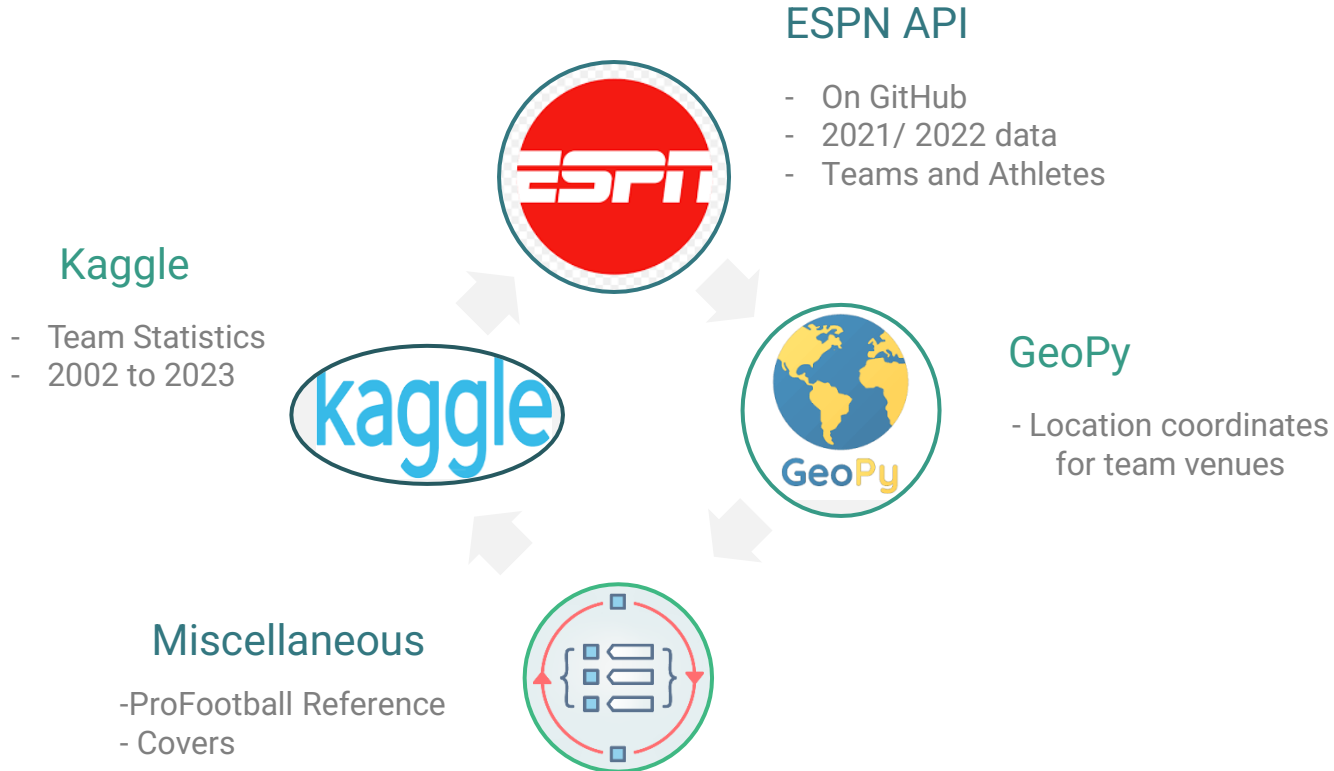 ESPN API
- On GitHub
- 2021/ 2022 data
- Teams and Athletes
ESPN
Kaggle
- Team Statistics
- 2002 to 2023
kaggle
GeoPy
GeoPy
- Location coordinates
for team venues
Miscellaneous
-ProFootball Reference
- Covers